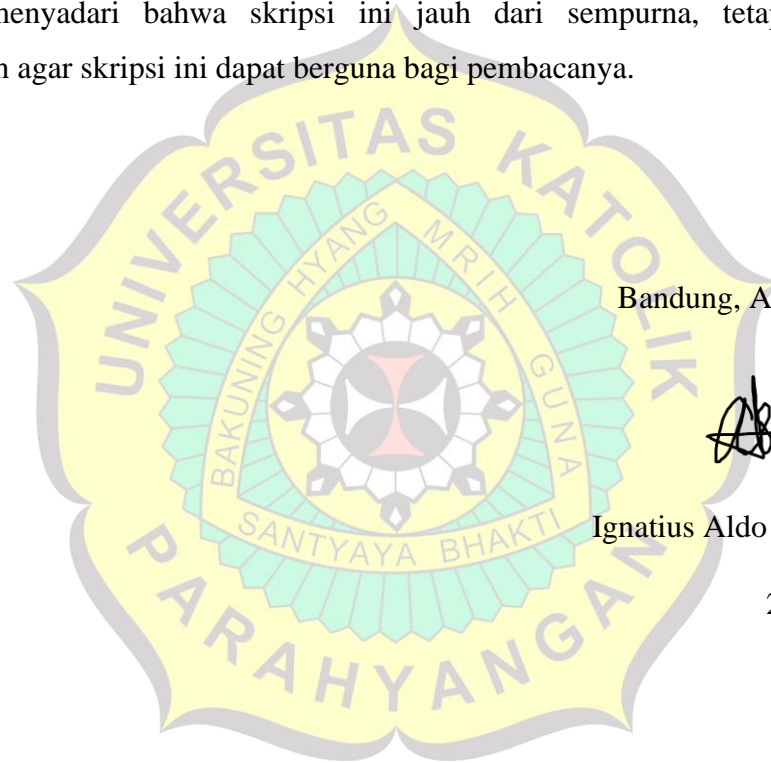 menyadari bahwa skripsi ini jauh dari sempurna,
agar skripsi ini dapat berguna bagi pembacanya.
UNIVERSITAS KATOLIK
BAKUNING HYANG MRIH GUNA
Bandung,
SANTYAYA BHAKTI
Ignatius Aldo
PARAHYANGAN